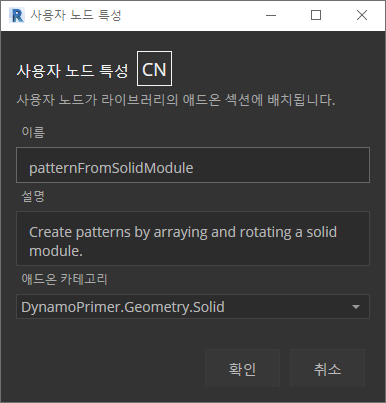 사용자 노드 특성
사용자 노드 특성 CN
사용자 노드가 라이브러리의 애드온 섹션에 배치됩니다.
이름
patternFromSolidModule
설명
Create patterns by arraying and rotating a solid
module.
애드온 카테고리
DynamoPrimer.Geometry.Solid
확인 취소